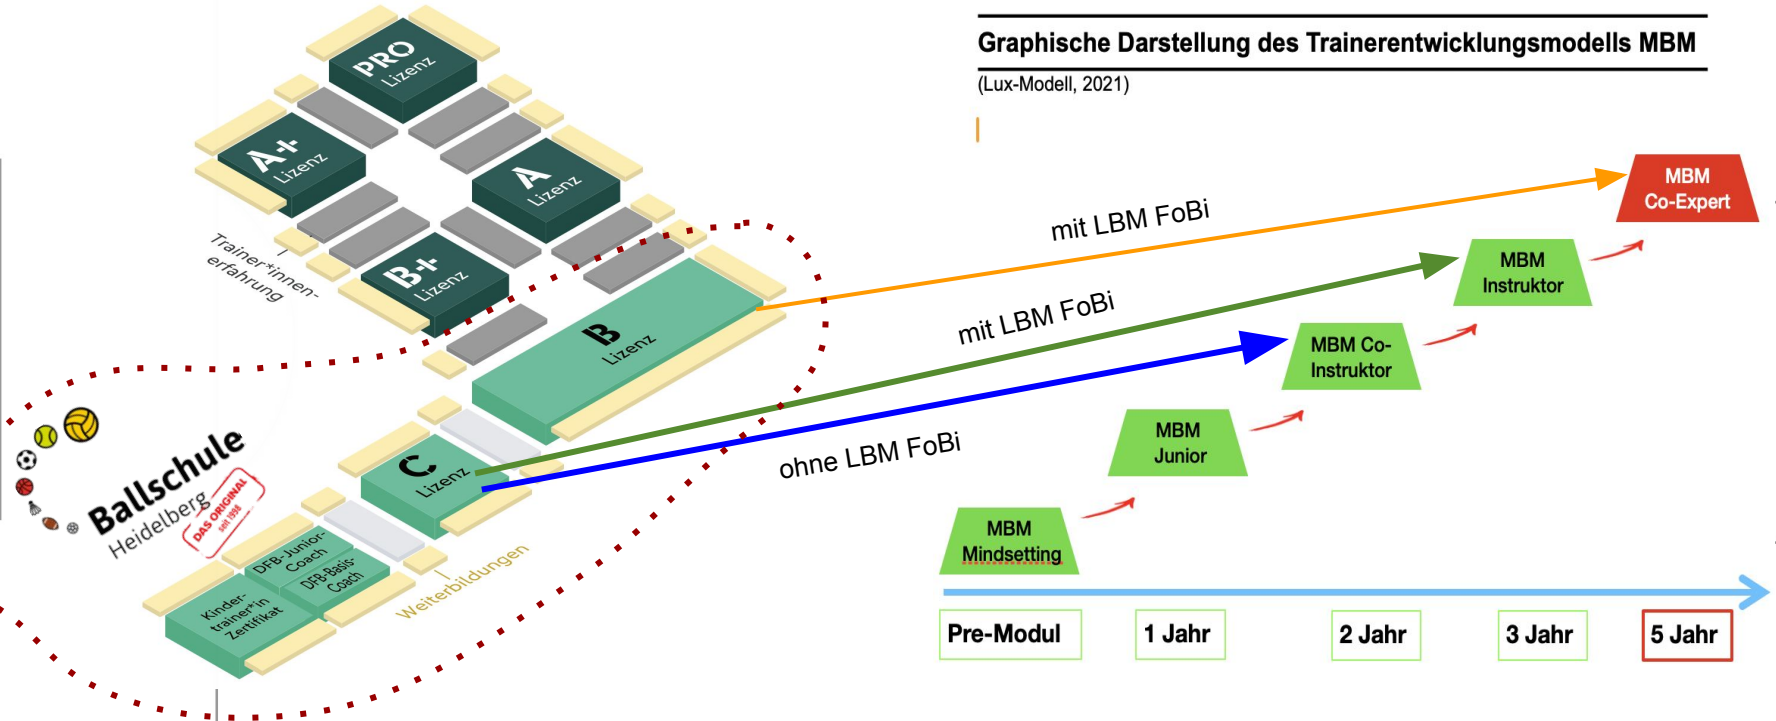 PRO
Lizenz
A+
Lizenz
A
Lizenz
Trainer*innen-
erfahrung
B+
Lizenz
B
Lizenz
C
Lizenz
DFB-Junior-
Coach
DFB-Basis-
Coach
Kinder-
trainer*in
Zertifikat
Weiterbildungen
Ballschule
Heidelberg
DAS ORIGINAL
seit 1998
Graphische Darstellung des Trainerentwicklungsmodells MBM
(Lux-Modell, 2021)
mit LBM FoBi
mit LBM FoBi
ohne LBM FoBi
MBM
Co-Expert
MBM
Instruktor
MBM Co-
Instruktor
MBM
Junior
MBM
Mindsetting
Pre-Modul
1 Jahr
2 Jahr
3 Jahr
5 Jahr